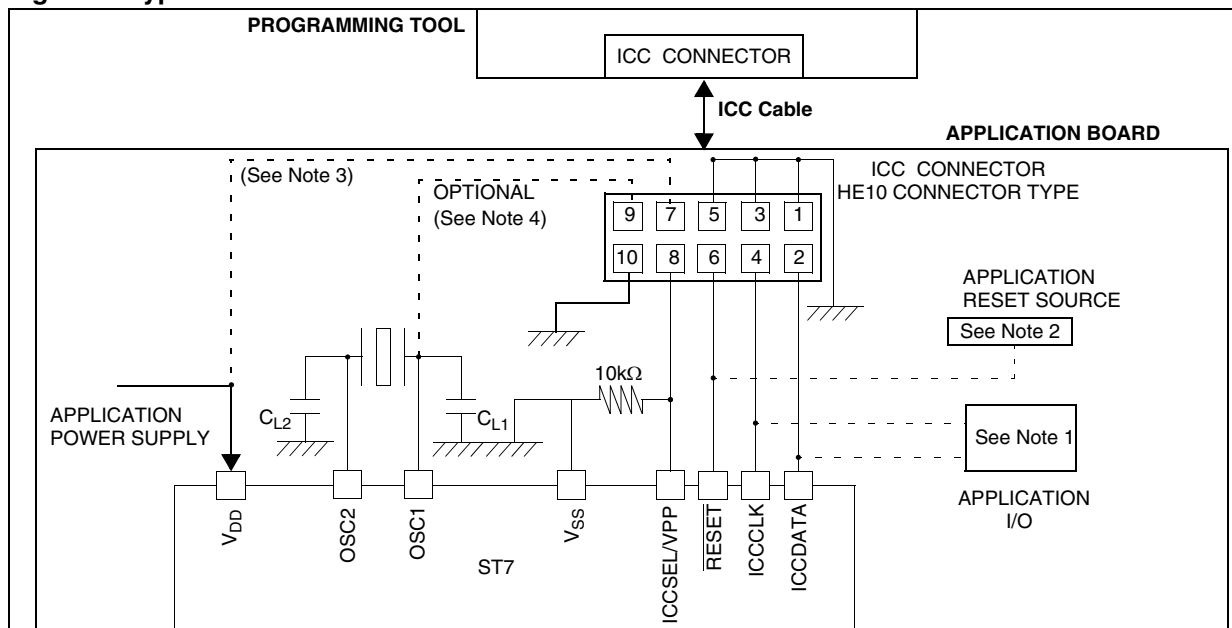 PROGRAMMING TOOL
ICC CONNECTOR
ICC Cable
APPLICATION BOARD
(See Note 3)
OPTIONAL
(See Note 4)
ICC CONNECTOR
HE10 CONNECTOR TYPE
9 7 5 3 1
10 8 6 4 2
APPLICATION
RESET SOURCE
See Note 2
10kΩ
CL2
CL1
APPLICATION
POWER SUPPLY
See Note 1
APPLICATION
I/O
VDD
OSC2
OSC1
VSS
ICCSEL/VPP
RESET
ICCCLK
ICCDATA
ST7